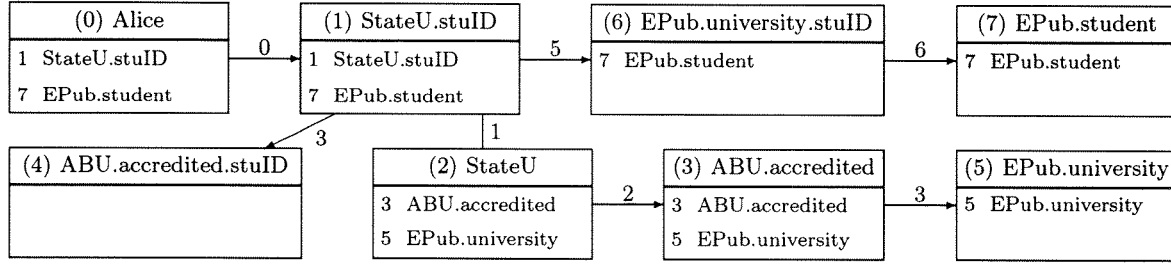 (0) Alice
1 StateU.stuID
7 EPub.student
0
(1) StateU.stuID
1 StateU.stuID
7 EPub.student
5
(6) EPub.university.stuID
7 EPub.student
6
(7) EPub.student
7 EPub.student
3
1
(4) ABU.accredited.stuID
(2) StateU
3 ABU.accredited
5 EPub.university
2
(3) ABU.accredited
3 ABU.accredited
5 EPub.university
3
(5) EPub.university
5 EPub.university